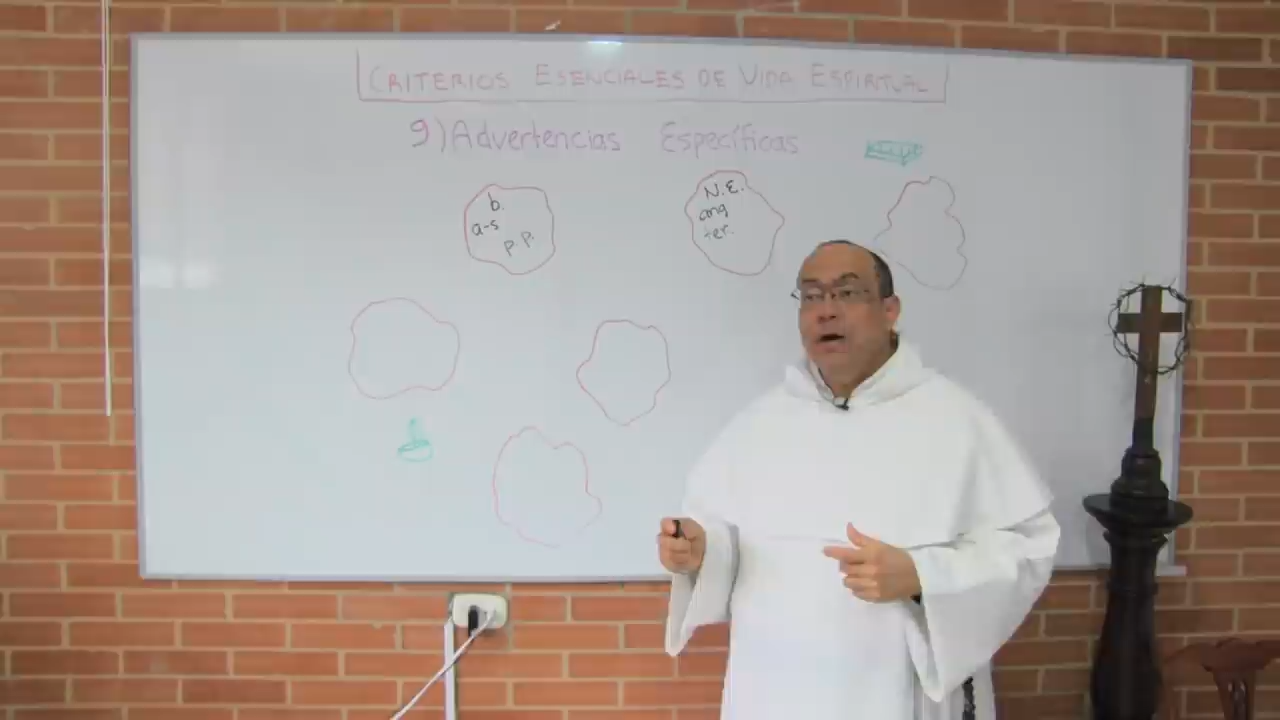 CRITERIOS ESENCIALES DE VIDA ESPIRITUAL
9) Advertencias Específicas
b.
a-s
p.p.
N.E.
ang
ter.